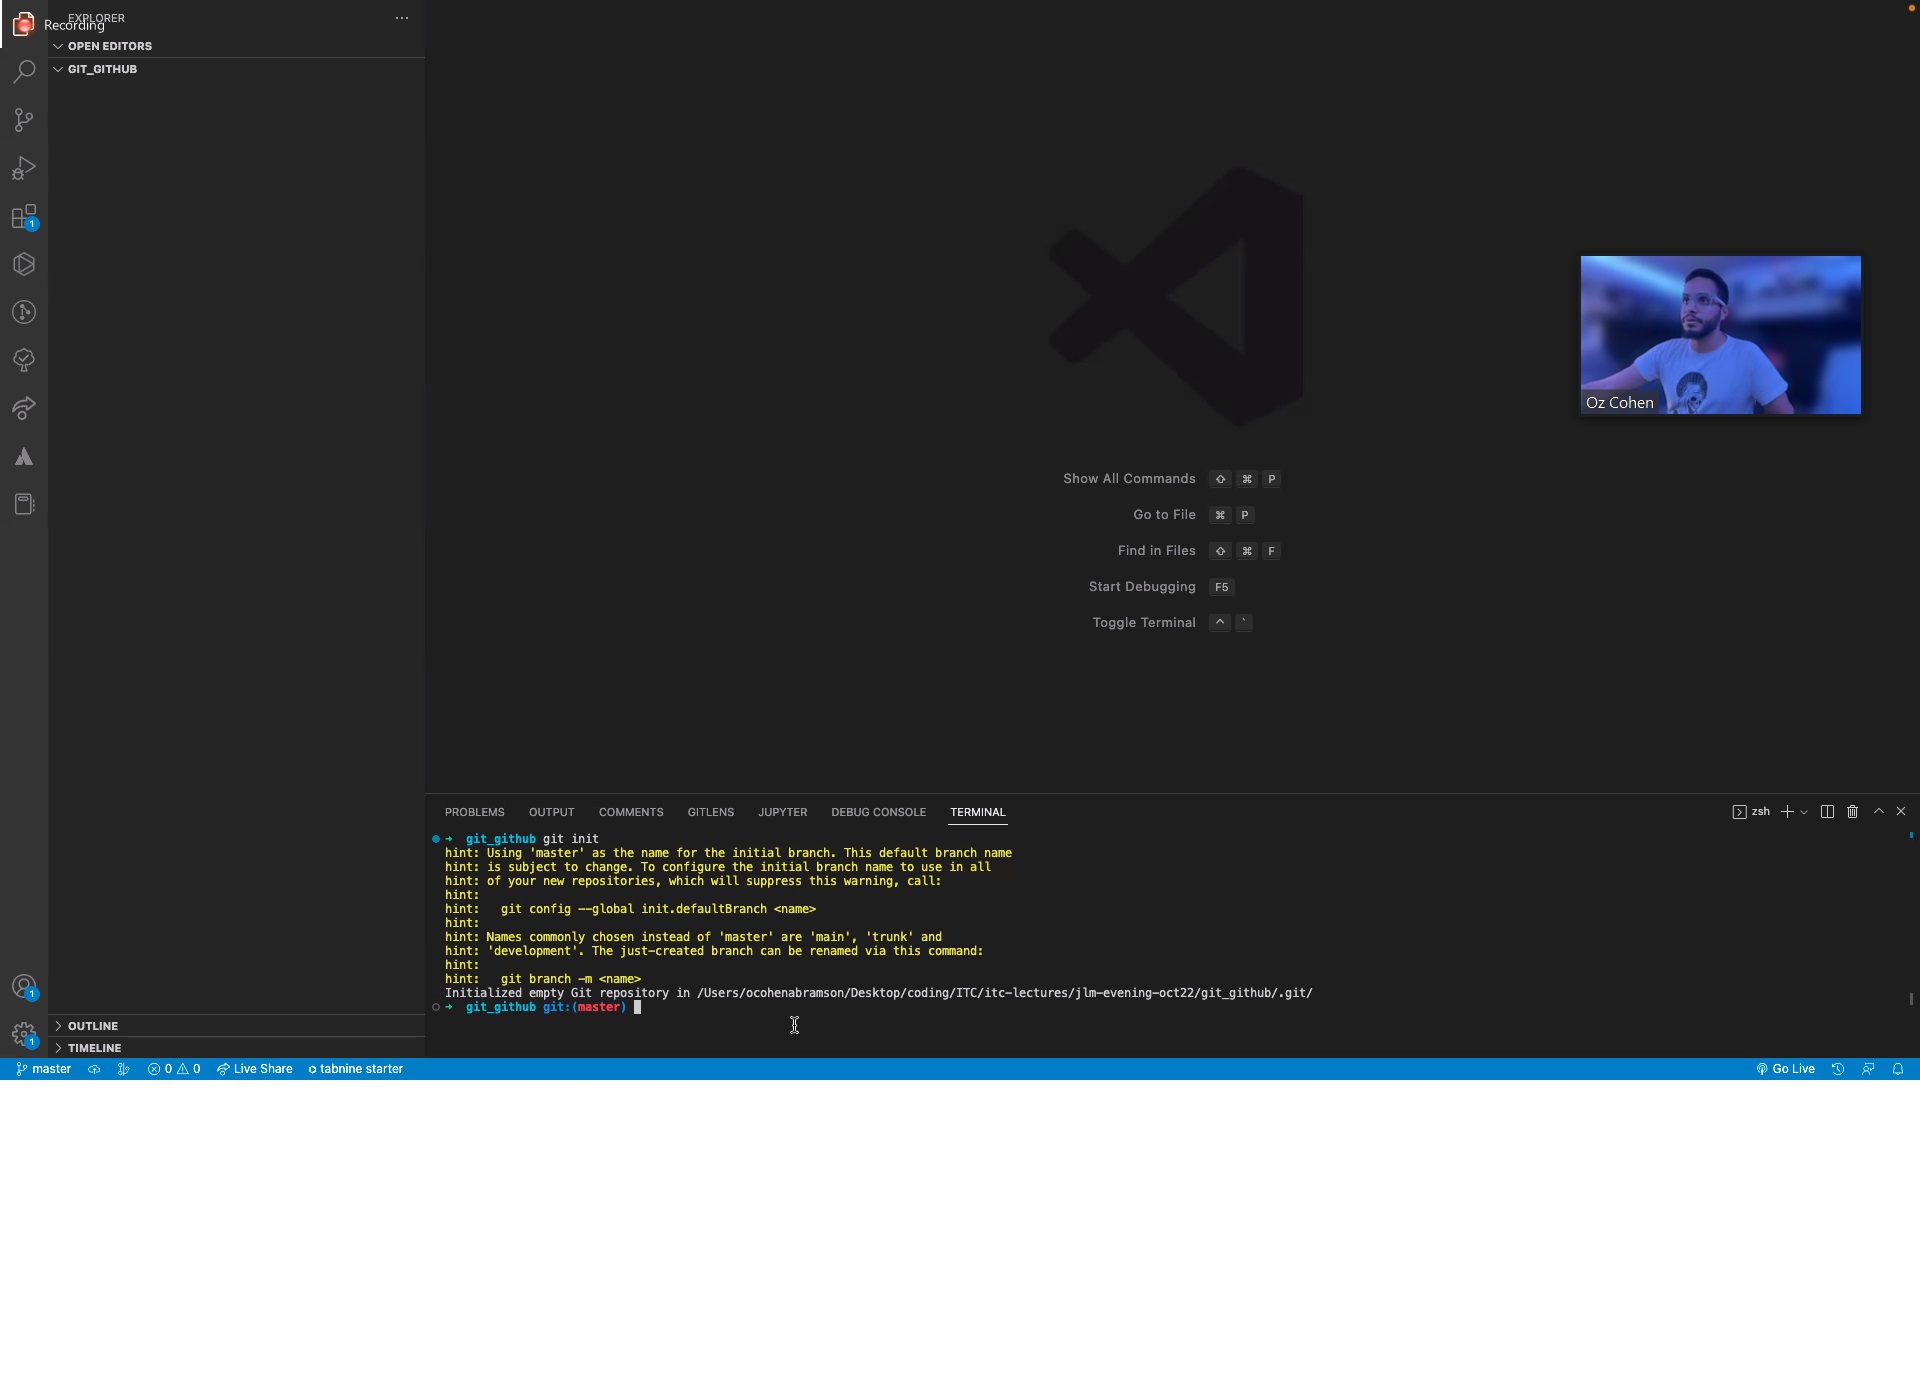 EXPLORER
Recording
OPEN EDITORS
GIT_GITHUB
1
Show All Commands ⇧ ⌘ P
Go to File ⌘ P
Find in Files ⇧ ⌘ F
Start Debugging F5
Toggle Terminal ^ `
Oz Cohen
PROBLEMS OUTPUT COMMENTS GITLENS JUPYTER DEBUG CONSOLE TERMINAL
zsh
→ git_github git init
hint: Using 'master' as the name for the initial branch. This default branch name
hint: is subject to change. To configure the initial branch name to use in all
hint: of your new repositories, which will suppress this warning, call:
hint:
hint: git config --global init.defaultBranch <name>
hint:
hint: Names commonly chosen instead of 'master' are 'main', 'trunk' and
hint: 'development'. The just-created branch can be renamed via this command:
hint:
hint: git branch -m <name>
Initialized empty Git repository in /Users/ocohenabramson/Desktop/coding/ITC/itc-lectures/jlm-evening-oct22/git_github/.git/
→ git_github git:(master)
1
1
OUTLINE
TIMELINE
master 0 0 Live Share tabnine starter Go Live